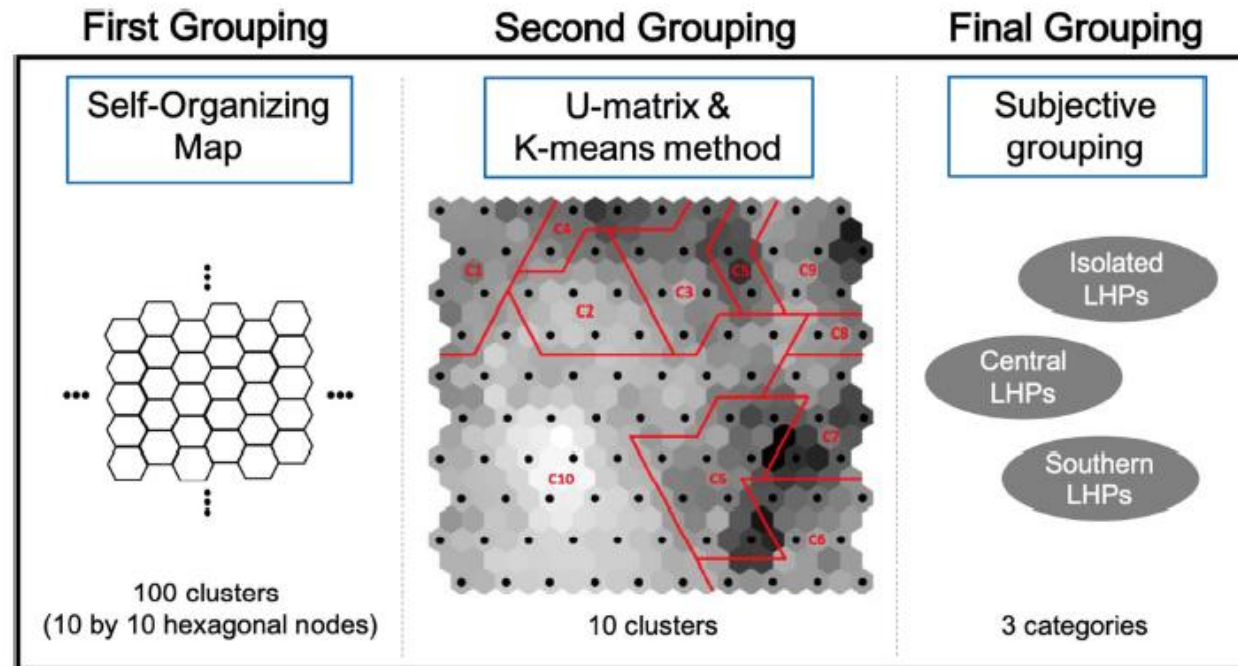 First Grouping
Second Grouping
Final Grouping
Self-Organizing
Map
U-matrix &
K-means method
Subjective
grouping
C4
C1
C5
C9
C3
C2
C8
C7
C10
C6
Isolated
LHPs
Central
LHPs
Southern
LHPs
100 clusters
(10 by 10 hexagonal nodes)
10 clusters
3 categories